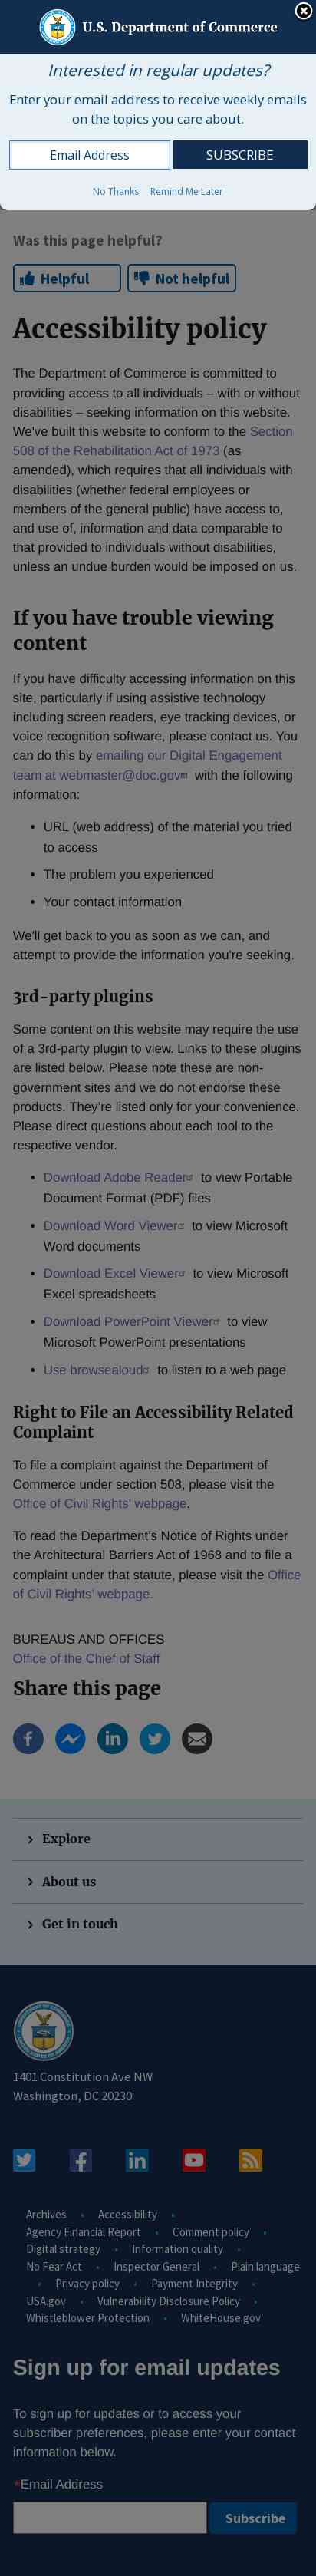 U.S. Department of Commerce
Interested in regular updates?
Enter your email address to receive weekly emails
on the topics you care about.
Email Address
SUBSCRIBE
No Thanks
Remind Me Later
Was this page helpful?
Helpful
Not helpful
Accessibility policy
The Department of Commerce is committed to
providing access to all individuals – with or without
disabilities – seeking information on this website.
We've built this website to conform to the Section
508 of the Rehabilitation Act of 1973 (as
amended), which requires that all individuals with
disabilities (whether federal employees or
members of the general public) have access to,
and use of, information and data comparable to
that provided to individuals without disabilities,
unless an undue burden would be imposed on us.
If you have trouble viewing
content
If you have difficulty accessing information on this
site, particularly if using assistive technology
including screen readers, eye tracking devices, or
voice recognition software, please contact us. You
can do this by emailing our Digital Engagement
team at webmaster@doc.gov with the following
information:
• URL (web address) of the material you tried
to access
• The problem you experienced
• Your contact information
We'll get back to you as soon as we can, and
attempt to provide the information you're seeking.
3rd-party plugins
Some content on this website may require the use
of a 3rd-party plugin to view. Links to these plugins
are listed below. Please note these are non-
government sites and we do not endorse these
products. They're listed only for your convenience.
Please direct questions about each tool to the
respective vendor.
• Download Adobe Reader to view Portable
Document Format (PDF) files
• Download Word Viewer to view Microsoft
Word documents
• Download Excel Viewer to view Microsoft
Excel spreadsheets
• Download PowerPoint Viewer to view
Microsoft PowerPoint presentations
• Use browsealoud to listen to a web page
Right to File an Accessibility Related
Complaint
To file a complaint against the Department of
Commerce under section 508, please visit the
Office of Civil Rights' webpage.
To read the Department's Notice of Rights under
the Architectural Barriers Act of 1968 and to file a
complaint under that statute, please visit the Office
of Civil Rights' webpage.
BUREAUS AND OFFICES
Office of the Chief of Staff
Share this page
Explore
About us
Get in touch
1401 Constitution Ave NW
Washington, DC 20230
Archives • Accessibility •
Agency Financial Report • Comment policy •
Digital strategy • Information quality •
No Fear Act • Inspector General • Plain language
• Privacy policy • Payment Integrity •
USA.gov • Vulnerability Disclosure Policy •
Whistleblower Protection • WhiteHouse.gov
Sign up for email updates
To sign up for updates or to access your
subscriber preferences, please enter your contact
information below.
*Email Address
Subscribe